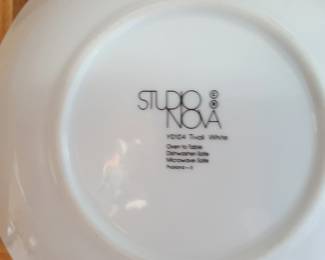 STUDIO ©
NOVA ®
Y0104 Tivoli White
Oven to Table
Dishwasher Safe
Microwave Safe